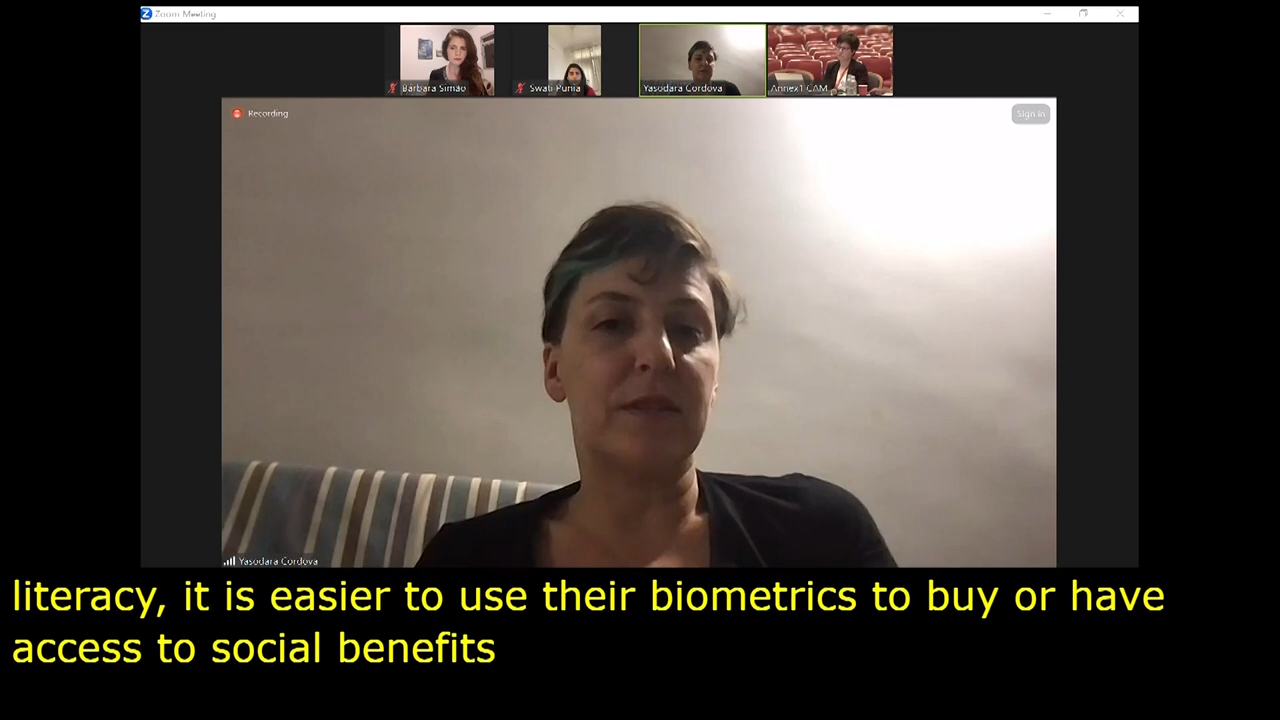 Zoom Meeting
Bárbara Simão
Swati Punia
Yasodara Cordova
Annex1 CAM
Recording
Sign in
Yasodara Cordova
literacy, it is easier to use their biometrics to buy or have
access to social benefits